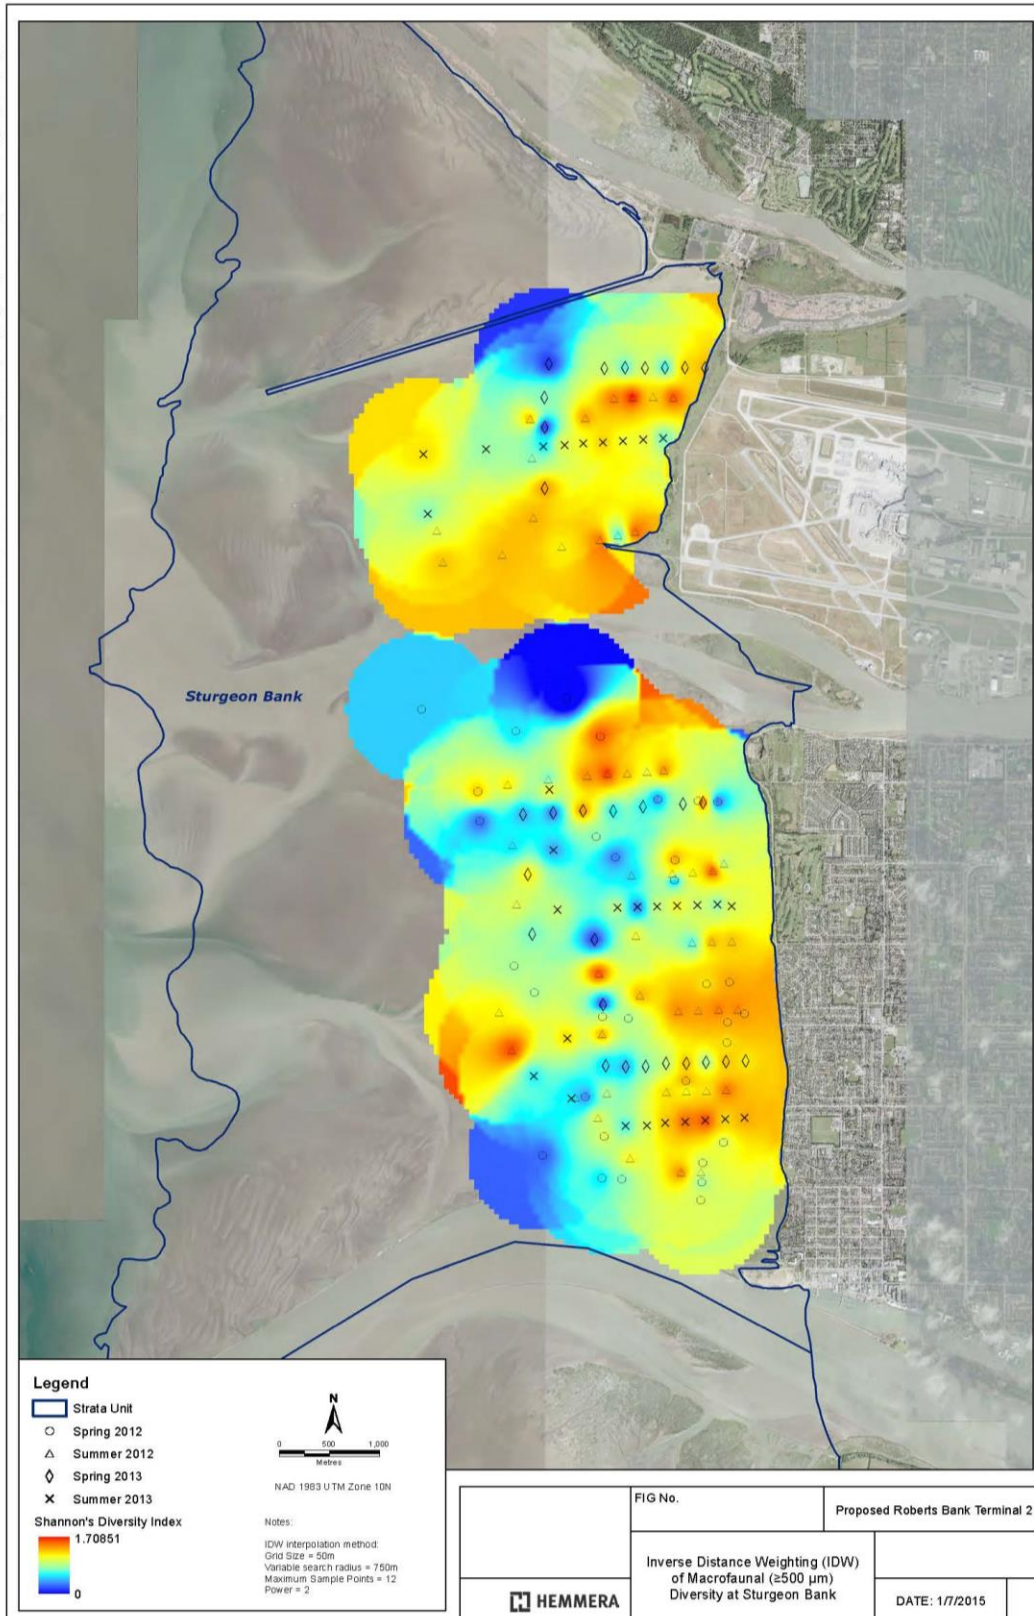 Sturgeon Bank
Legend
Strata Unit
Spring 2012
Summer 2012
Spring 2013
Summer 2013
Shannon's Diversity Index
1.70851
0
N
0 500 1,000
Metres
NAD 1983 UTM Zone 10N
Notes:
IDW interpolation method:
Grid Size = 50m
Variable search radius = 750m
Maximum Sample Points = 12
Power = 2
FIG No.
Proposed Roberts Bank Terminal 2
Inverse Distance Weighting (IDW)
of Macrofaunal (≥500 µm)
Diversity at Sturgeon Bank
HEMMERA
DATE: 1/7/2015